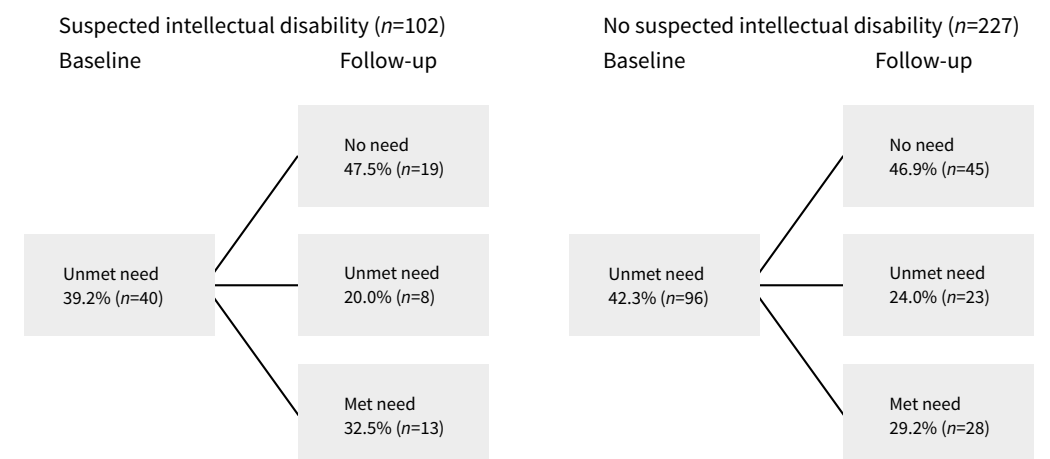 Suspected intellectual disability (n=102)
Baseline
Follow-up
No need
47.5% (n=19)
Unmet need
39.2% (n=40)
Unmet need
20.0% (n=8)
Met need
32.5% (n=13)
No suspected intellectual disability (n=227)
Baseline
Follow-up
No need
46.9% (n=45)
Unmet need
42.3% (n=96)
Unmet need
24.0% (n=23)
Met need
29.2% (n=28)